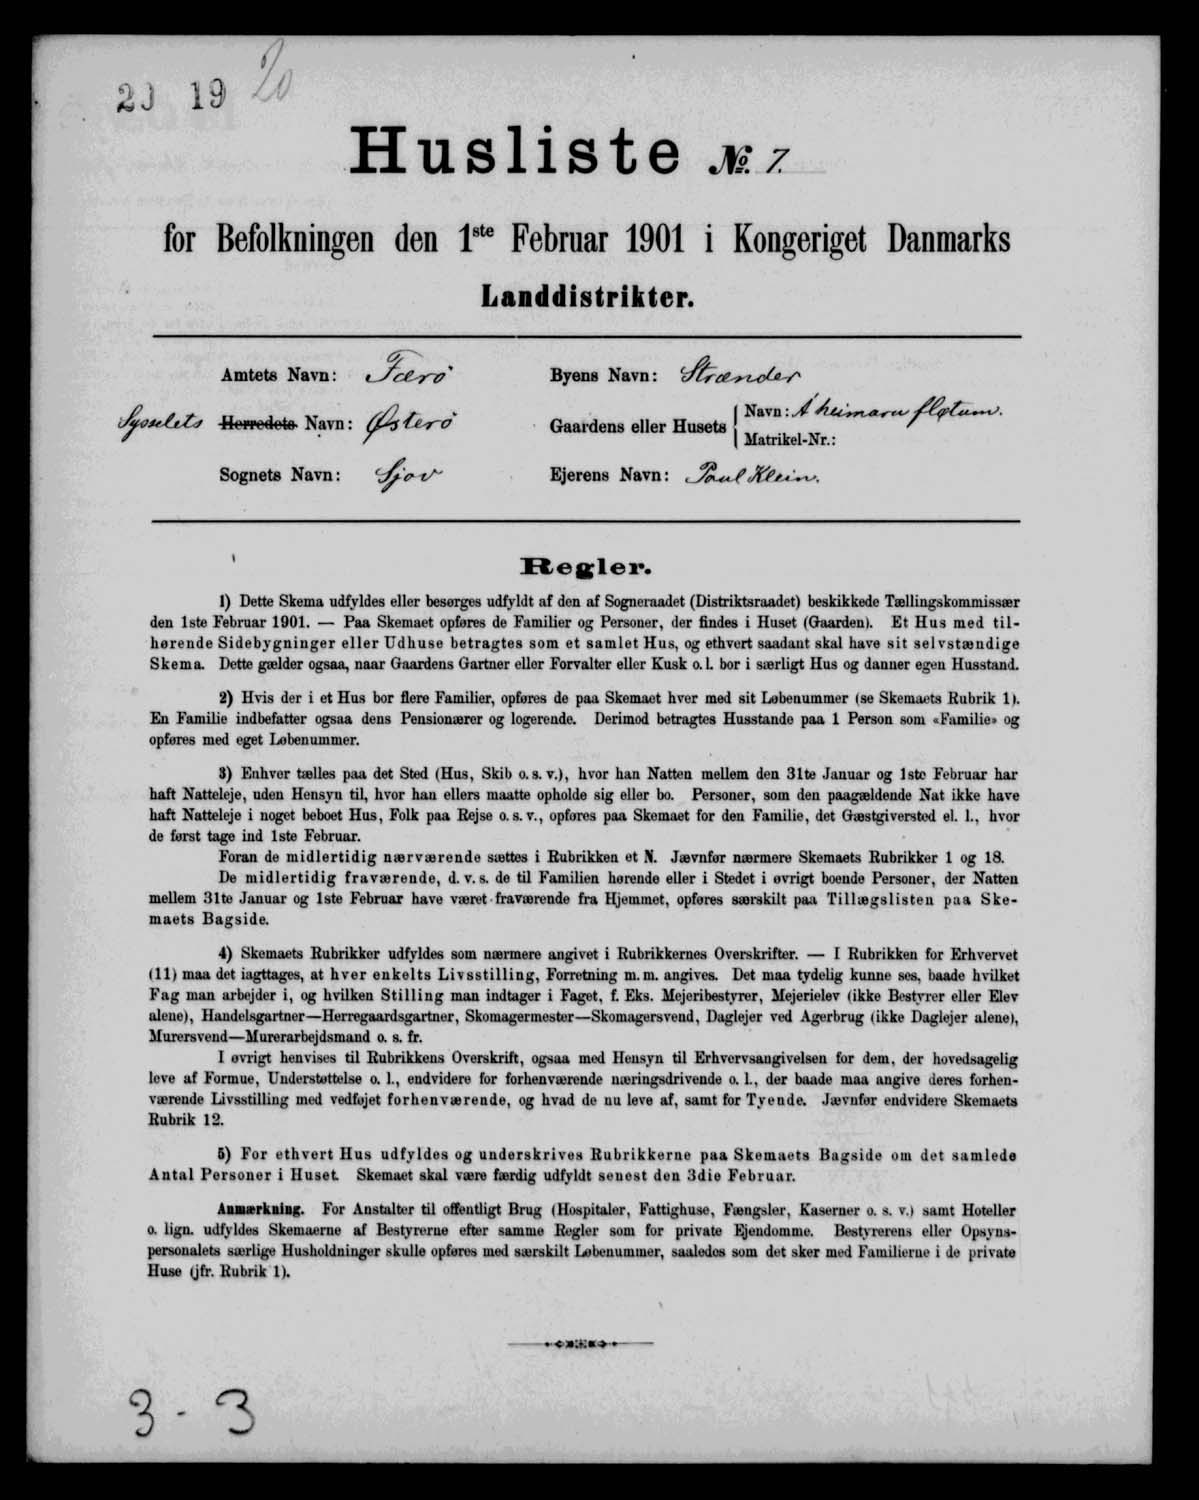 20 19 20
Husliste № 7.
for Befolkningen den 1ste Februar 1901 i Kongeriget Danmarks
Landdistrikter.
Amtets Navn: Færö
Sysselets Herredets Navn: Østerö
Sognets Navn: Sjov
Byens Navn: Strænder
Gaardens eller Husets Navn: Á heimaru fløtum.
Matrikel-Nr.:
Ejerens Navn: Poul Klein.
Regler.
1) Dette Skema udfyldes eller besørges udfyldt af den af Sogneraadet (Distriktsraadet) beskikkede Tællingskommissær
den 1ste Februar 1901. — Paa Skemaet opføres de Familier og Personer, der findes i Huset (Gaarden). Et Hus med til-
hørende Sidebygninger eller Udhuse betragtes som et samlet Hus, og ethvert saadant skal have sit selvstændige
Skema. Dette gælder ogsaa, naar Gaardens Gartner eller Forvalter eller Kusk o. l. bor i særligt Hus og danner egen Husstand.
2) Hvis der i et Hus bor flere Familier, opføres de paa Skemaet hver med sit Løbenummer (se Skemaets Rubrik 1).
En Familie indbefatter ogsaa dens Pensionærer og logerende. Derimod betragtes Husstande paa 1 Person som «Familie» og
opføres med eget Løbenummer.
3) Enhver tælles paa det Sted (Hus, Skib o. s. v.), hvor han Natten mellem den 31te Januar og 1ste Februar har
haft Natteleje, uden Hensyn til, hvor han ellers maatte opholde sig eller bo. Personer, som den paagældende Nat ikke have
haft Natteleje i noget beboet Hus, Folk paa Rejse o. s. v., opføres paa Skemaet for den Familie, det Gæstgiversted el. l., hvor
de først tage ind 1ste Februar.
Foran de midlertidig nærværende sættes i Rubrikken et N. Jævnfør nærmere Skemaets Rubrikker 1 og 18.
De midlertidig fraværende, d. v. s. de til Familien hørende eller i Stedet i øvrigt boende Personer, der Natten
mellem 31te Januar og 1ste Februar have været fraværende fra Hjemmet, opføres særskilt paa Tillægslisten paa Ske-
maets Bagside.
4) Skemaets Rubrikker udfyldes som nærmere angivet i Rubrikkernes Overskrifter. — I Rubrikken for Erhvervet
(11) maa det iagttages, at hver enkelts Livsstilling, Forretning m. m. angives. Det maa tydelig kunne ses, baade hvilket
Fag man arbejder i, og hvilken Stilling man indtager i Faget, f. Eks. Mejeribestyrer, Mejerielev (ikke Bestyrer eller Elev
alene), Handelsgartner—Herregaardsgartner, Skomagermester—Skomagersvend, Daglejer ved Agerbrug (ikke Daglejer alene),
Murersvend—Murerarbejdsmand o. s. fr.
I øvrigt henvises til Rubrikkens Overskrift, ogsaa med Hensyn til Erhvervsangivelsen for dem, der hovedsagelig
leve af Formue, Understøttelse o. l., endvidere for forhenværende næringsdrivende o. l., der baade maa angive deres forhen-
værende Livsstilling med vedføjet forhenværende, og hvad de nu leve af, samt for Tyende. Jævnfør endvidere Skemaets
Rubrik 12.
5) For ethvert Hus udfyldes og underskrives Rubrikkerne paa Skemaets Bagside om det samlede
Antal Personer i Huset. Skemaet skal være færdig udfyldt senest den 3die Februar.
Anmærkning. For Anstalter til offentligt Brug (Hospitaler, Fattighuse, Fængsler, Kaserner o. s. v.) samt Hoteller
o. lign. udfyldes Skemaerne af Bestyrerne efter samme Regler som for private Ejendomme. Bestyrerens eller Opsyns-
personalets særlige Husholdninger skulle opføres med særskilt Løbenummer, saaledes som det sker med Familierne i de private
Huse (jfr. Rubrik 1).
3 - 3